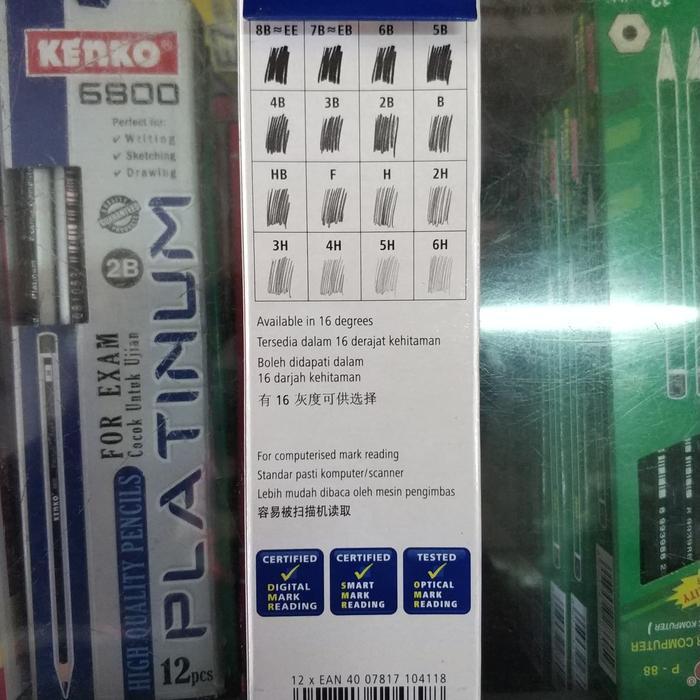 KENKO
6800
Perfect for:
✓ Writing
✓ Sketching
✓ Drawing
GUARANTEED
2B
FOR EXAM
Cocok Untuk Ujian
HIGH QUALITY PENCILS
PLATINUM
12pcs
KENKO
8B ≈ EE 7B ≈ EB 6B 5B
4B 3B 2B B
HB F H 2H
3H 4H 5H 6H
Available in 16 degrees
Tersedia dalam 16 derajat kehitaman
Boleh didapati dalam
16 darjah kehitaman
有 16 灰度可供选择
For computerised mark reading
Standar pasti komputer/scanner
Lebih mudah dibaca oleh mesin pengimbas
容易被扫描机读取
CERTIFIED
DIGITAL
MARK
READING
CERTIFIED
SMART
MARK
READING
TESTED
OPTICAL
MARK
READING
12 x EAN 40 07817 104118
COMPUTER )
R COMPUTER
P - 88